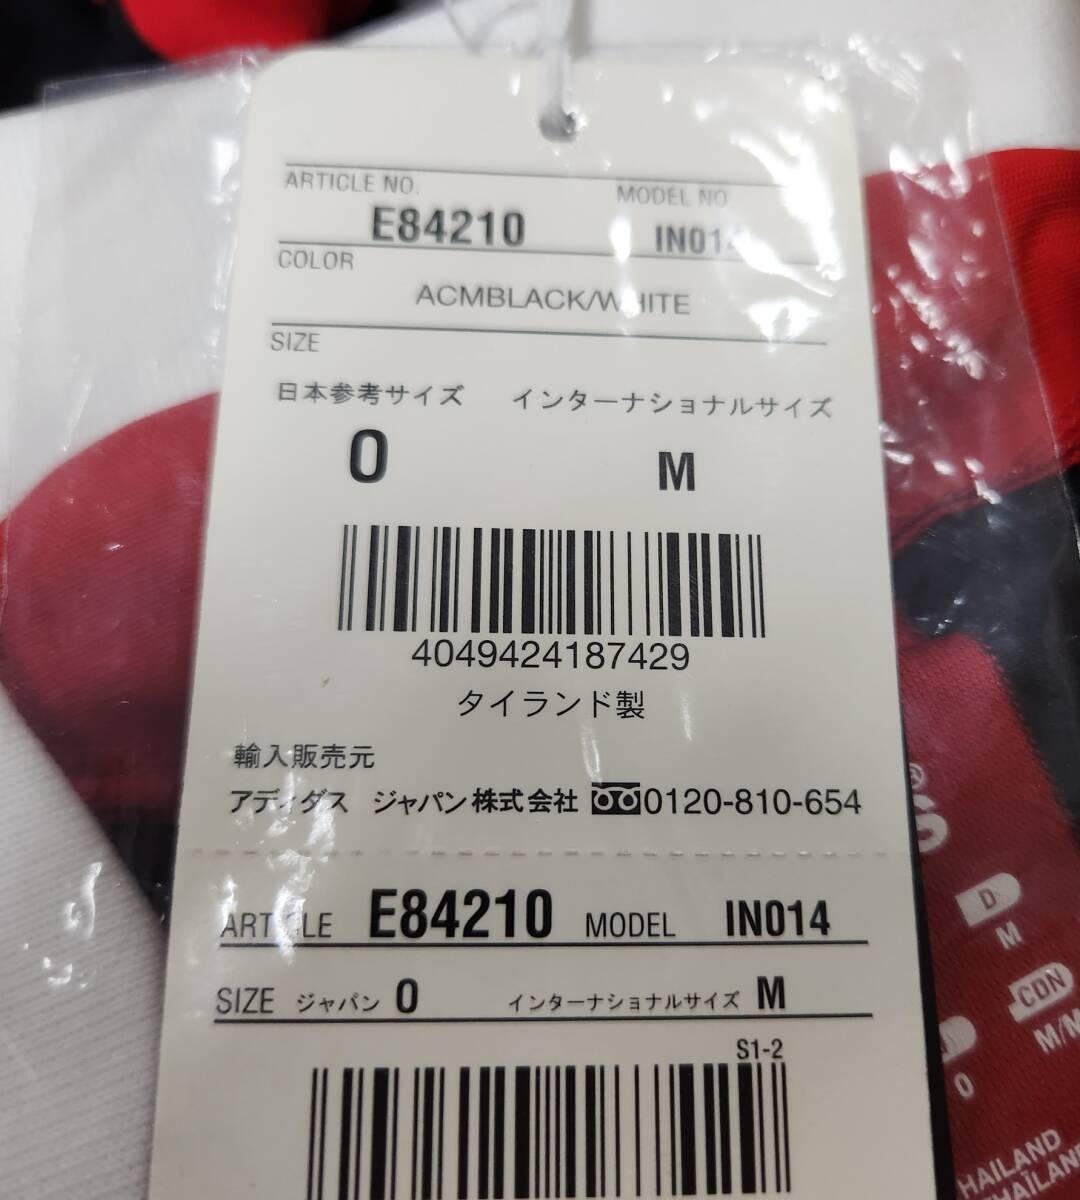 ARTICLE NO. MODEL NO
E84210 IN014
COLOR
ACMBLACK/WHITE
SIZE
日本参考サイズ インターナショナルサイズ
O M
4049424187429
タイランド製
輸入販売元
アディダス ジャパン株式会社 0120-810-654
ARTICLE E84210 MODEL IN014
SIZE ジャパン O インターナショナルサイズ M
S1-2
D
M
CDN
M/M
O